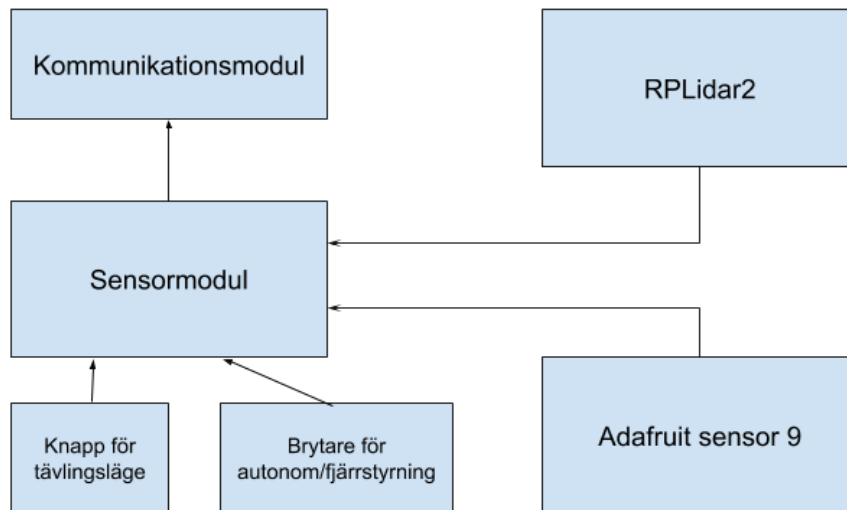 Kommunikationsmodul
RPLidar2
Sensormodul
Knapp för
tävlingsläge
Brytare för
autonom/fjärrstyrning
Adafruit sensor 9